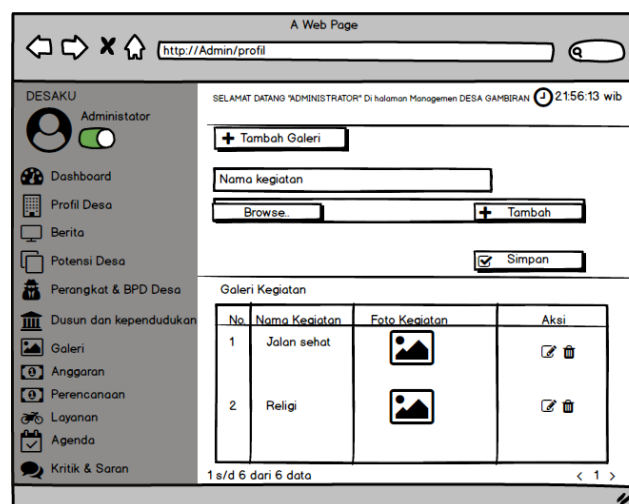 A Web Page
http://Admin/profil
DESAKU
Administator
SELAMAT DATANG "ADMINISTRATOR" Di halaman Managemen DESA GAMBIRAN
21:56:13 wib
Tambah Galeri
Nama kegiatan
Browse..
Tambah
Simpan
Dashboard
Profil Desa
Berita
Potensi Desa
Perangkat & BPD Desa
Dusun dan kependudukan
Galeri
Anggaran
Perencanaan
Layanan
Agenda
Kritik & Saran
Galeri Kegiatan
No. Nama Kegiatan Foto Kegiatan Aksi
1 Jalan sehat
2 Religi
1 s/d 6 dari 6 data
< 1 >